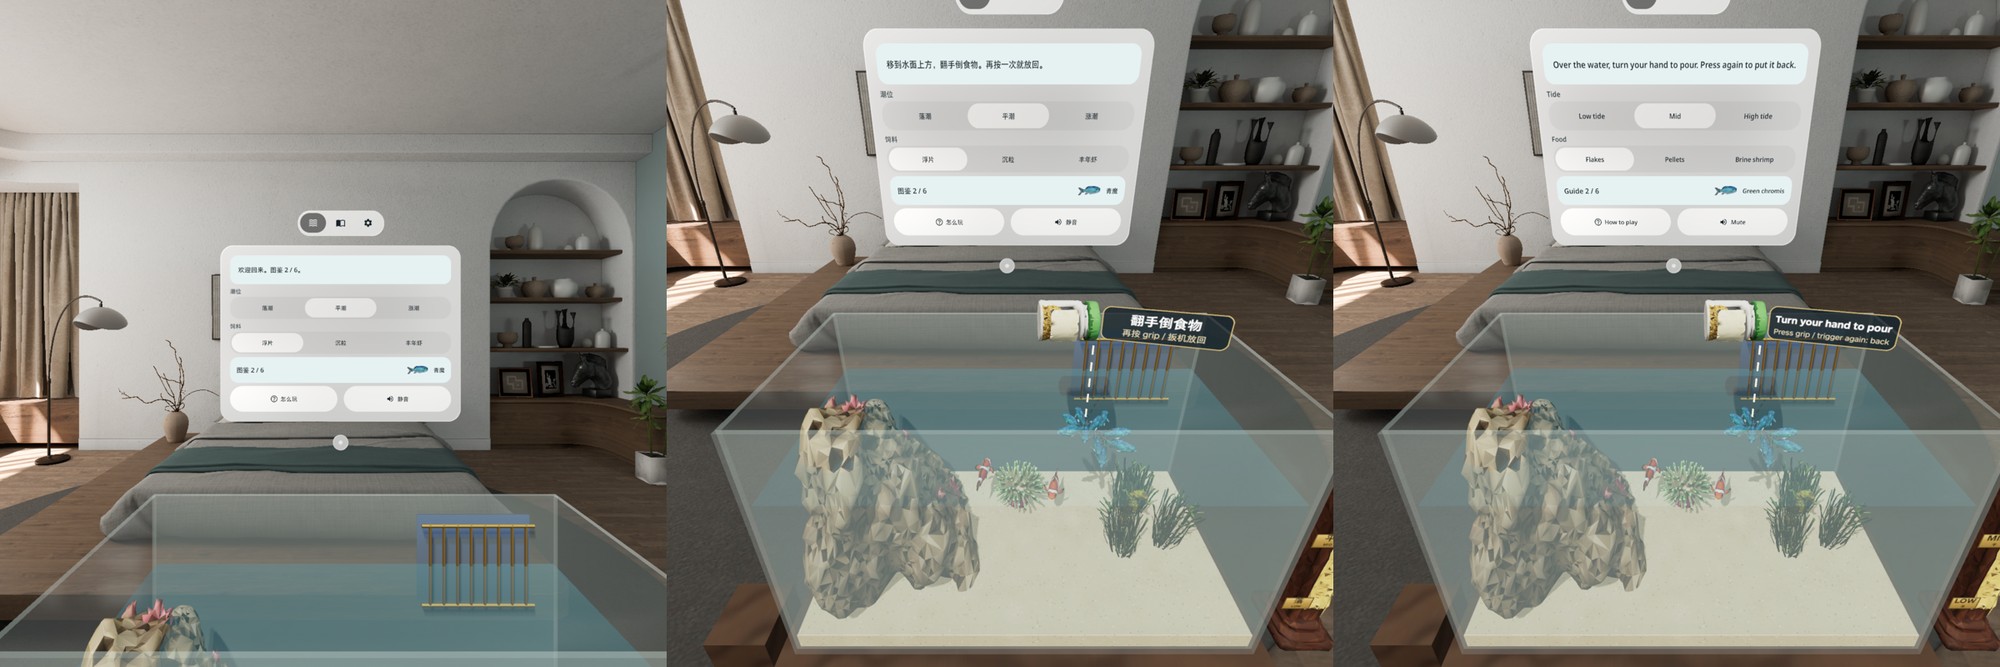 欢迎回来。图鉴 2 / 6。
潮位
落潮
平潮
涨潮
饲料
浮片
沉粒
丰年虾
图鉴 2 / 6
青魔
怎么玩
静音
移到水面上方，翻手倒食物。再按一次就放回。
潮位
落潮
平潮
涨潮
饲料
浮片
沉粒
丰年虾
图鉴 2 / 6
青魔
怎么玩
静音
翻手倒食物
再按 grip / 扳机放回
Over the water, turn your hand to pour. Press again to put it back.
Tide
Low tide
Mid
High tide
Food
Flakes
Pellets
Brine shrimp
Guide 2 / 6
Green chromis
How to play
Mute
Turn your hand to pour
Press grip / trigger again: back
LOW